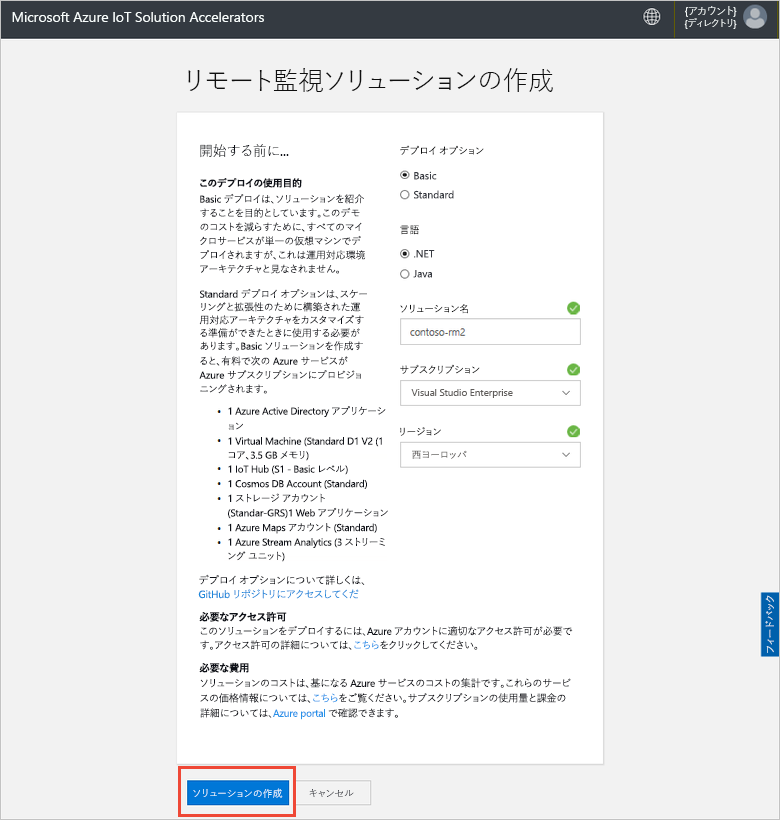 Microsoft Azure IoT Solution Accelerators
{アカウント}
{ディレクトリ}
リモート監視ソリューションの作成
開始する前に...
このデプロイの使用目的
Basic デプロイは、ソリューションを紹介
することを目的としています。このデモ
のコストを減らすために、すべてのマイ
クロサービスが単一の仮想マシンでデ
プロイされますが、これは運用対応環境
アーキテクチャと見なされません。
Standard デプロイ オプションは、スケー
リングと拡張性のために構築された運
用対応アーキテクチャをカスタマイズす
る準備ができたときに使用する必要が
あります。Basic ソリューションを作成す
ると、有料で次の Azure サービスが
Azure サブスクリプションにプロビジョ
ニングされます。
• 1 Azure Active Directory アプリケーシ
ョン
• 1 Virtual Machine (Standard D1 V2 (1
コア、3.5 GB メモリ)
• 1 IoT Hub (S1 - Basic レベル)
• 1 Cosmos DB Account (Standard)
• 1 ストレージ アカウント
(Standar-GRS)1 Web アプリケーション
• 1 Azure Maps アカウント (Standard)
• 1 Azure Stream Analytics (3 ストリーミ
ング ユニット)
デプロイ オプションについて詳しくは、
GitHub リポジトリにアクセスしてくだ
デプロイ オプション
Basic
Standard
言語
.NET
Java
ソリューション名
contoso-rm2
サブスクリプション
Visual Studio Enterprise
リージョン
西ヨーロッパ
必要なアクセス許可
このソリューションをデプロイするには、Azure アカウントに適切なアクセス許可が必要で
す。アクセス許可の詳細については、こちらをクリックしてください。
必要な費用
ソリューションのコストは、基になる Azure サービスのコストの集計です。これらのサービ
スの価格情報については、こちらをご覧ください。サブスクリプションの使用量と課金の
詳細については、Azure portal で確認できます。
フィードバック
ソリューションの作成
キャンセル